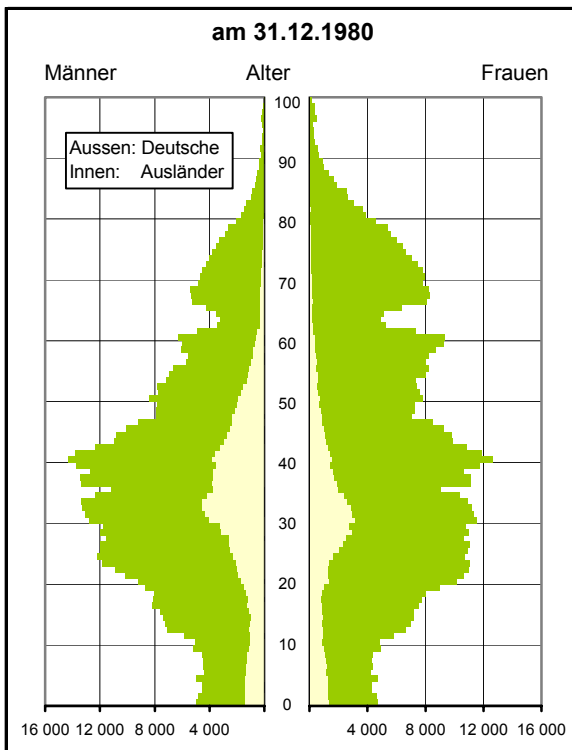 am 31.12.1980
Männer Alter Frauen
100
Aussen: Deutsche
Innen: Ausländer
90
80
70
60
50
40
30
20
10
0
16 000 12 000 8 000 4 000 4 000 8 000 12 000 16 000